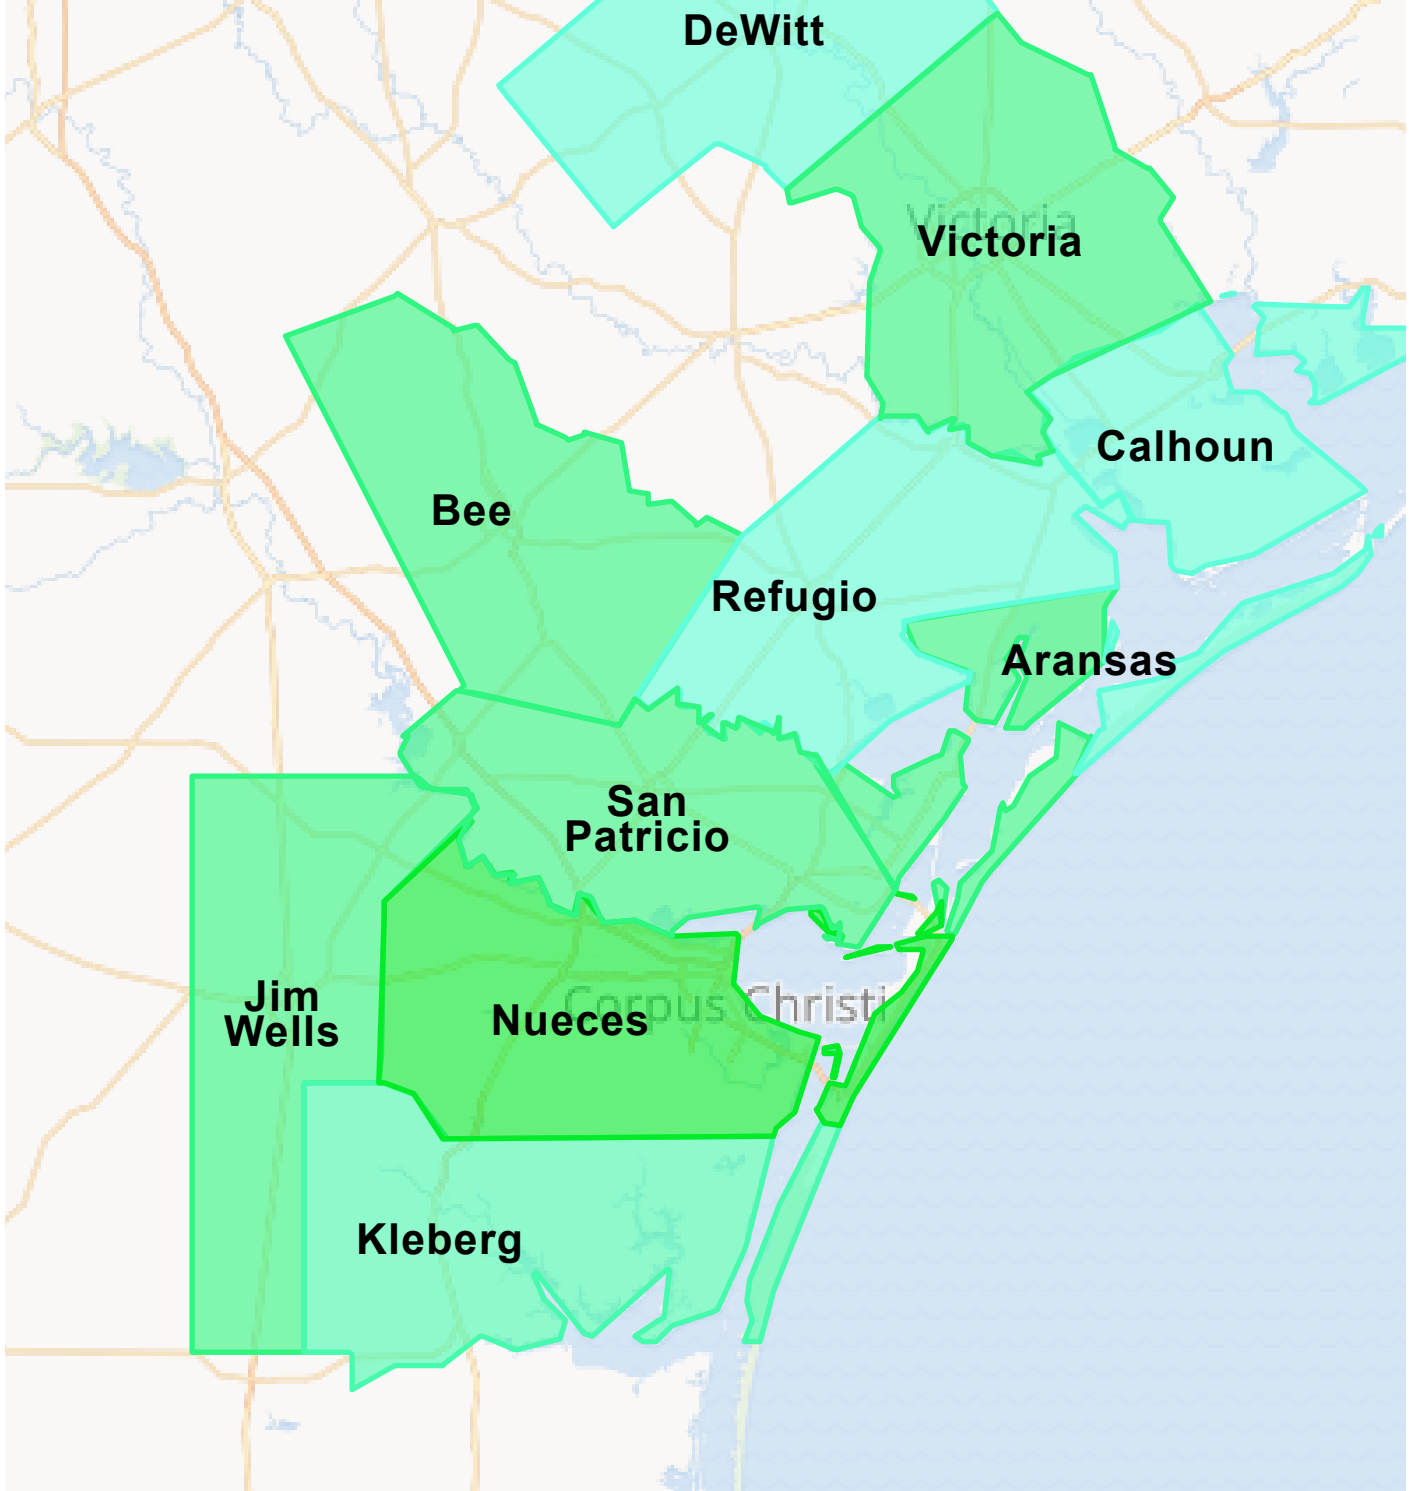 DeWitt
Victoria
Victoria
Calhoun
Bee
Refugio
Aransas
San
Patricio
Jim
Wells
Nueces
Corpus Christi
Kleberg